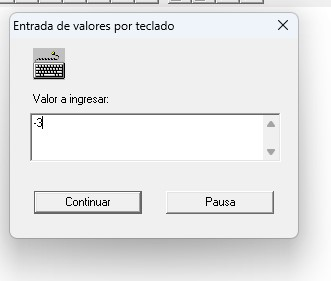 Entrada de valores por teclado
Valor a ingresar:
-3
Continuar
Pausa